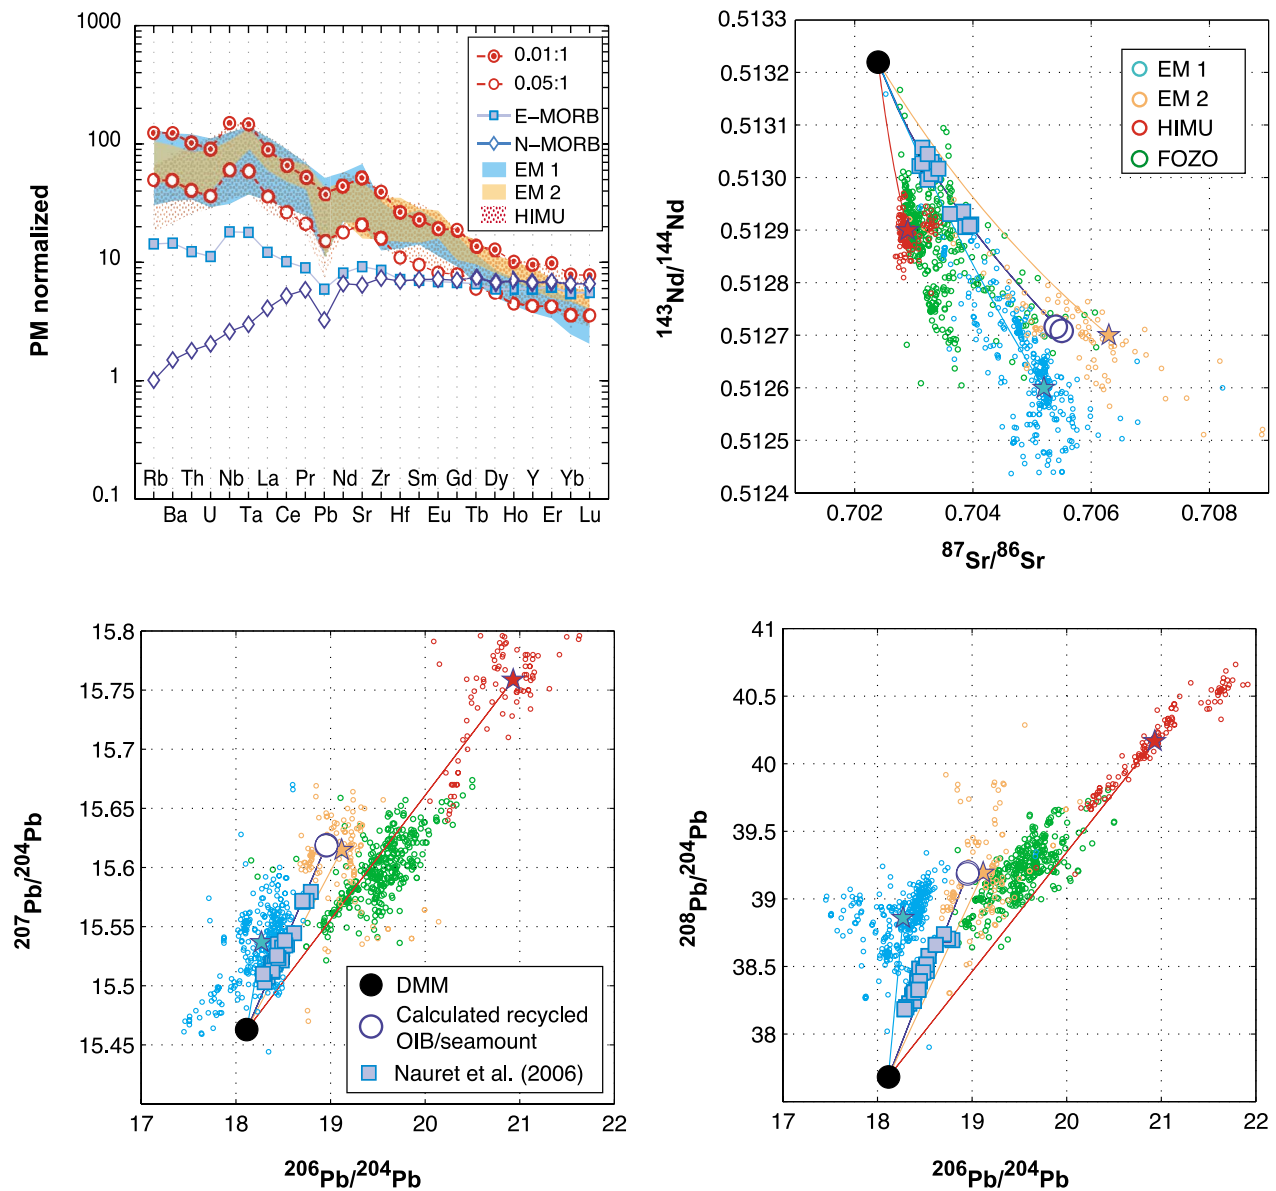 1000
100
10
1
0.1
PM normalized
0.01:1
0.05:1
E–MORB
N–MORB
EM 1
EM 2
HIMU
Rb Th Nb La Pr Nd Zr Sm Gd Dy Y Yb
Ba U Ta Ce Pb Sr Hf Eu Tb Ho Er Lu
0.5133
0.5132
0.5131
0.5130
0.5129
0.5128
0.5127
0.5126
0.5125
0.5124
143Nd/144Nd
EM 1
EM 2
HIMU
FOZO
0.702 0.704 0.706 0.708
87Sr/86Sr
15.8
15.75
15.7
15.65
15.6
15.55
15.5
15.45
207Pb/204Pb
DMM
Calculated recycled
OIB/seamount
Nauret et al. (2006)
17 18 19 20 21 22
206Pb/204Pb
41
40.5
40
39.5
39
38.5
38
208Pb/204Pb
17 18 19 20 21 22
206Pb/204Pb